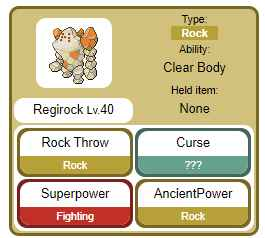 Type:
Rock
Ability:
Clear Body
Held item:
Regirock Lv.40
None
Rock Throw
Curse
Rock
???
Superpower
AncientPower
Fighting
Rock